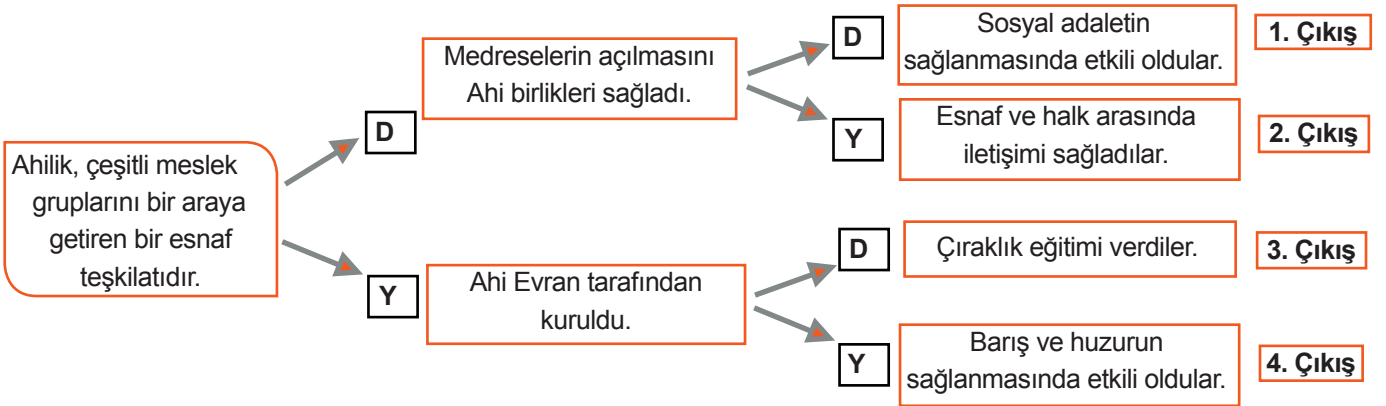 Ahilik, çeşitli meslek
gruplarını bir araya
getiren bir esnaf
teşkilatıdır.
D
Medreselerin açılmasını
Ahi birlikleri sağladı.
D
Sosyal adaletin
sağlanmasında etkili oldular.
1. Çıkış
Y
Esnaf ve halk arasında
iletişimi sağladılar.
2. Çıkış
Y
Ahi Evran tarafından
kuruldu.
D
Çıraklık eğitimi verdiler.
3. Çıkış
Y
Barış ve huzurun
sağlanmasında etkili oldular.
4. Çıkış